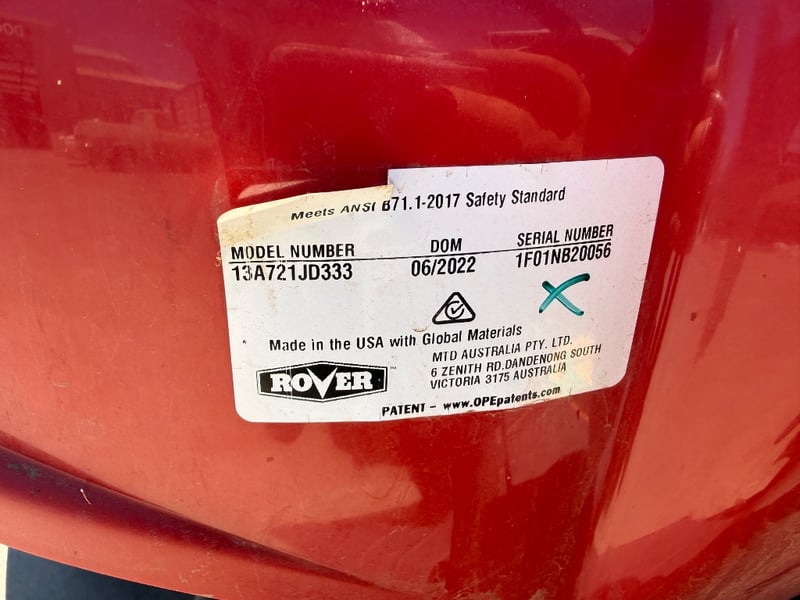 Meets ANSI B71.1-2017 Safety Standard
MODEL NUMBER DOM SERIAL NUMBER
13A721JD333 06/2022 1F01NB20056
Made in the USA with Global Materials
MTD AUSTRALIA PTY. LTD.
6 ZENITH RD.DANDENONG SOUTH
VICTORIA 3175 AUSTRALIA
ROVER™
PATENT - www.OPEpatents.com